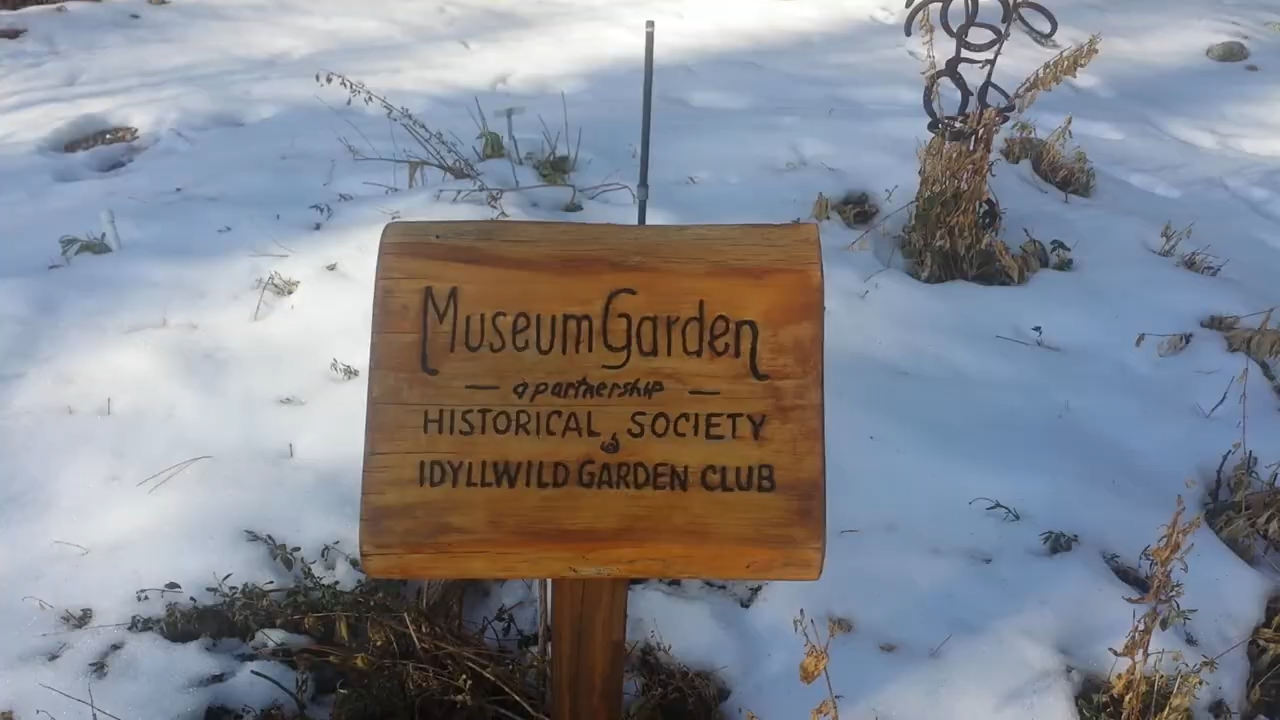 Museum Garden
— a partnership —
HISTORICAL SOCIETY
&
IDYLLWILD GARDEN CLUB